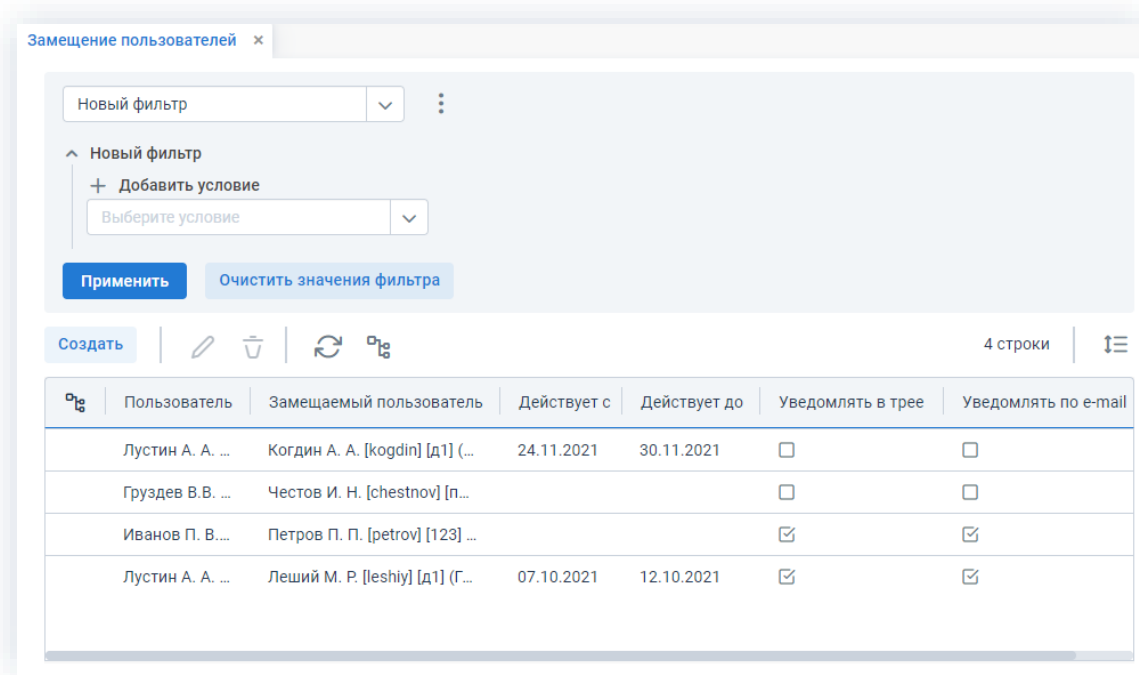 Замещение пользователей ×
Новый фильтр
Новый фильтр
+ Добавить условие
Выберите условие
Применить Очистить значения фильтра
Создать 4 строки
Пользователь Замещаемый пользователь Действует с Действует до Уведомлять в трее Уведомлять по e-mail
Лустин А. А. ... Когдин А. А. [kogdin] [д1] (... 24.11.2021 30.11.2021
Груздев В.В. ... Честов И. Н. [chestnov] [п...
Иванов П. В.... Петров П. П. [petrov] [123] ...
Лустин А. А. ... Леший М. Р. [leshiy] [д1] (Г... 07.10.2021 12.10.2021